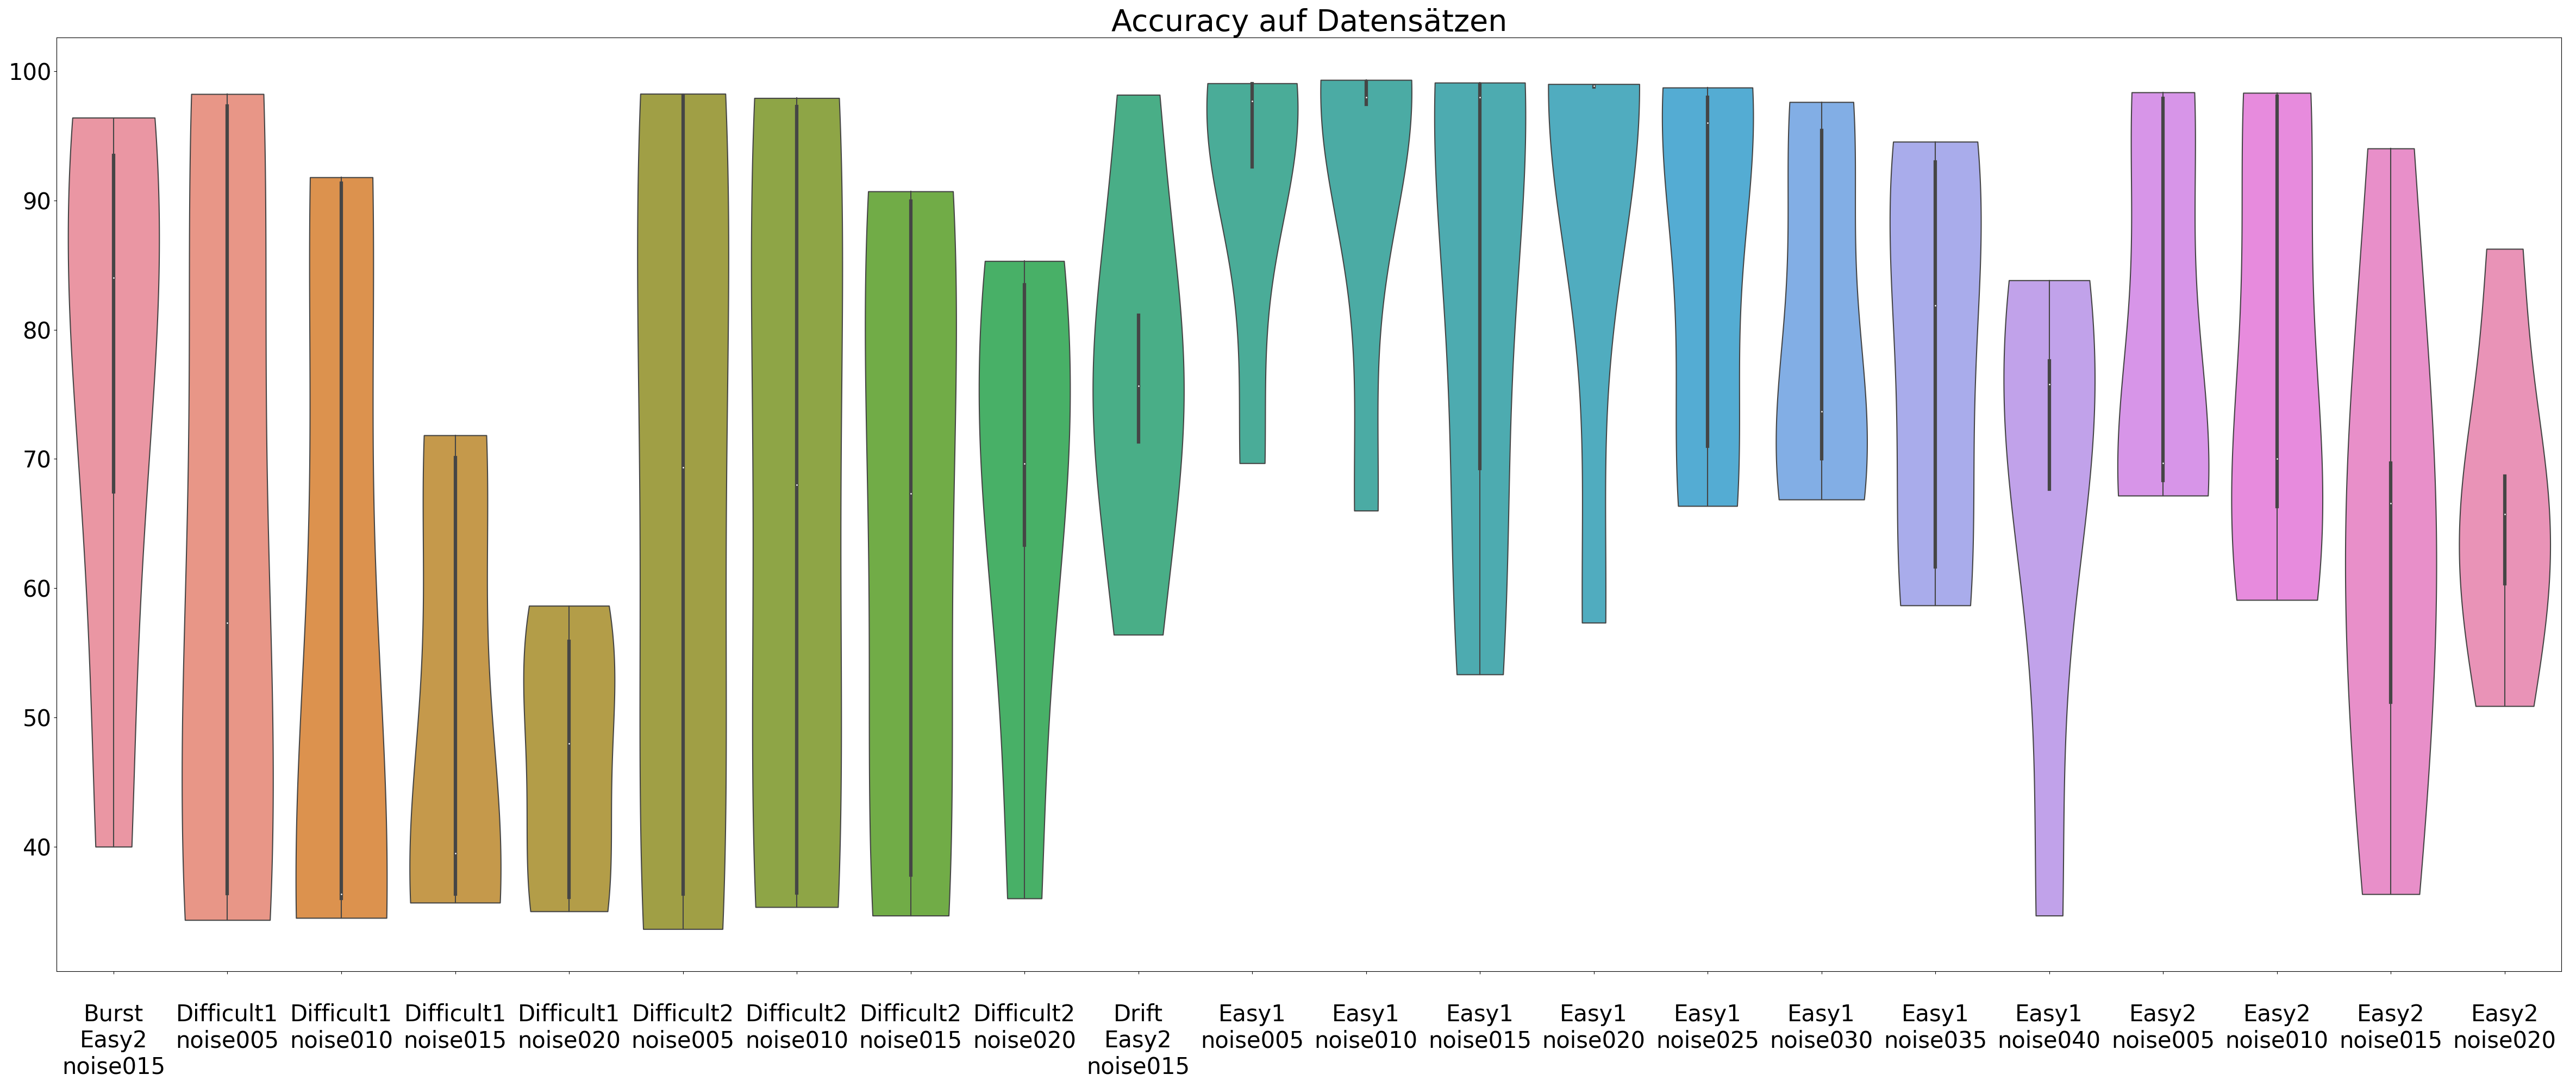 Accuracy auf Datensätzen
100
90
80
70
60
50
40
Burst
Easy2
noise015
Difficult1
noise005
Difficult1
noise010
Difficult1
noise015
Difficult1
noise020
Difficult2
noise005
Difficult2
noise010
Difficult2
noise015
Difficult2
noise020
Drift
Easy2
noise015
Easy1
noise005
Easy1
noise010
Easy1
noise015
Easy1
noise020
Easy1
noise025
Easy1
noise030
Easy1
noise035
Easy1
noise040
Easy2
noise005
Easy2
noise010
Easy2
noise015
Easy2
noise020